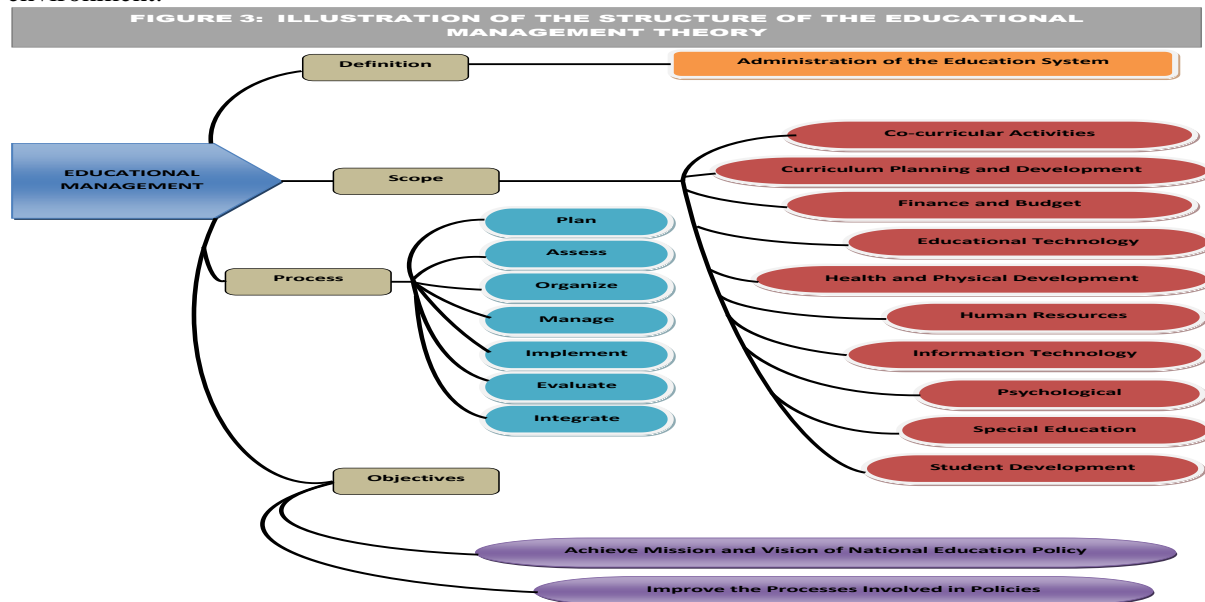 environment.
FIGURE 3: ILLUSTRATION OF THE STRUCTURE OF THE EDUCATIONAL
MANAGEMENT THEORY
Definition
Administration of the Education System
EDUCATIONAL
MANAGEMENT
Scope
Co-curricular Activities
Curriculum Planning and Development
Finance and Budget
Educational Technology
Health and Physical Development
Human Resources
Information Technology
Psychological
Special Education
Student Development
Process
Plan
Assess
Organize
Manage
Implement
Evaluate
Integrate
Objectives
Achieve Mission and Vision of National Education Policy
Improve the Processes Involved in Policies